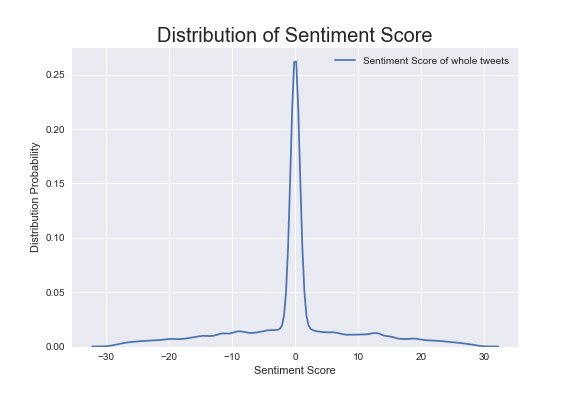 Distribution of Sentiment Score
Sentiment Score of whole tweets
Distribution Probability
0.25
0.20
0.15
0.10
0.05
0.00
−30 −20 −10 0 10 20 30
Sentiment Score